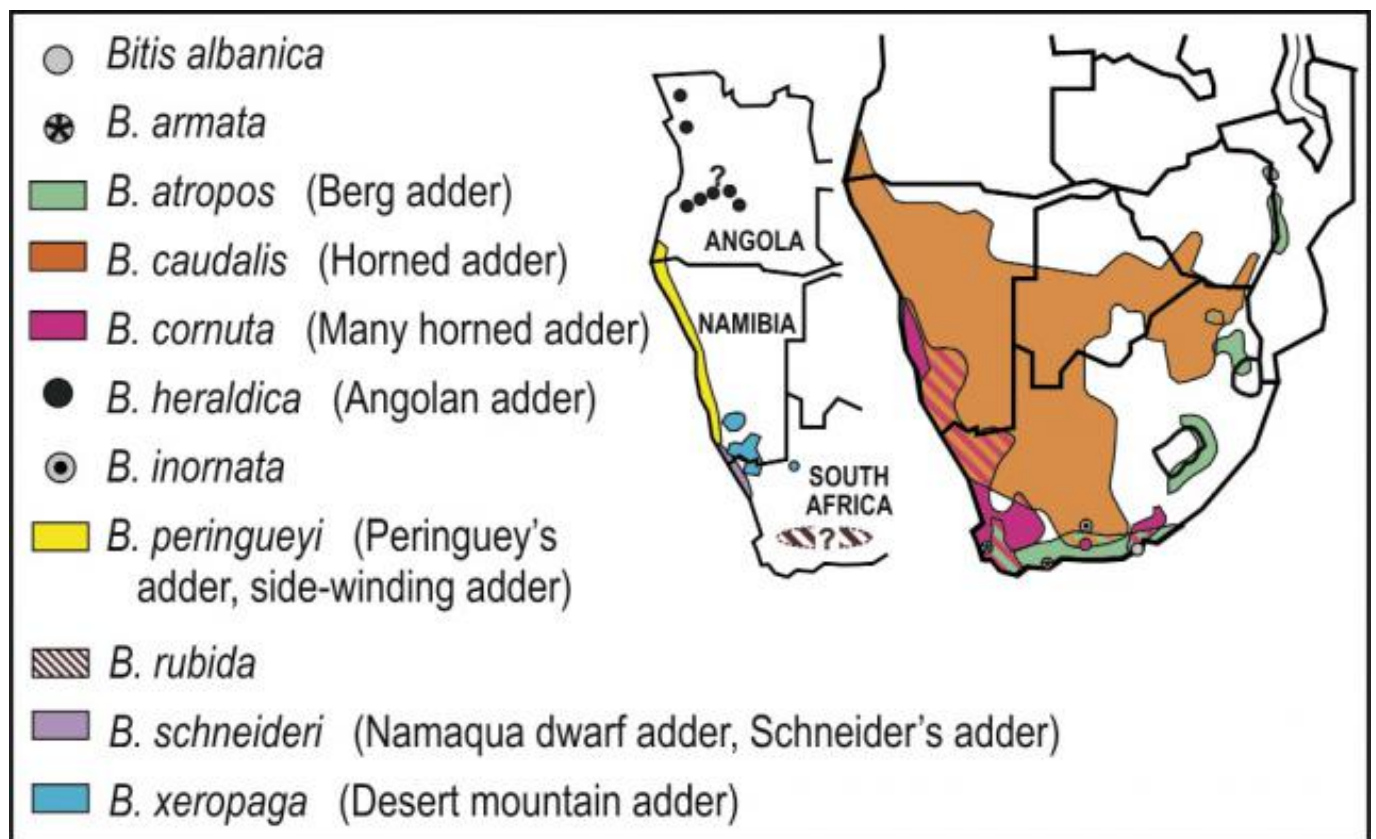 Bitis albanica
B. armata
B. atropos (Berg adder)
B. caudalis (Horned adder)
B. cornuta (Many horned adder)
B. heraldica (Angolan adder)
B. inornata
B. peringueyi (Peringuey's
adder, side-winding adder)
B. rubida
B. schneideri (Namaqua dwarf adder, Schneider's adder)
B. xeropaga (Desert mountain adder)
?
ANGOLA
NAMIBIA
SOUTH
AFRICA
?